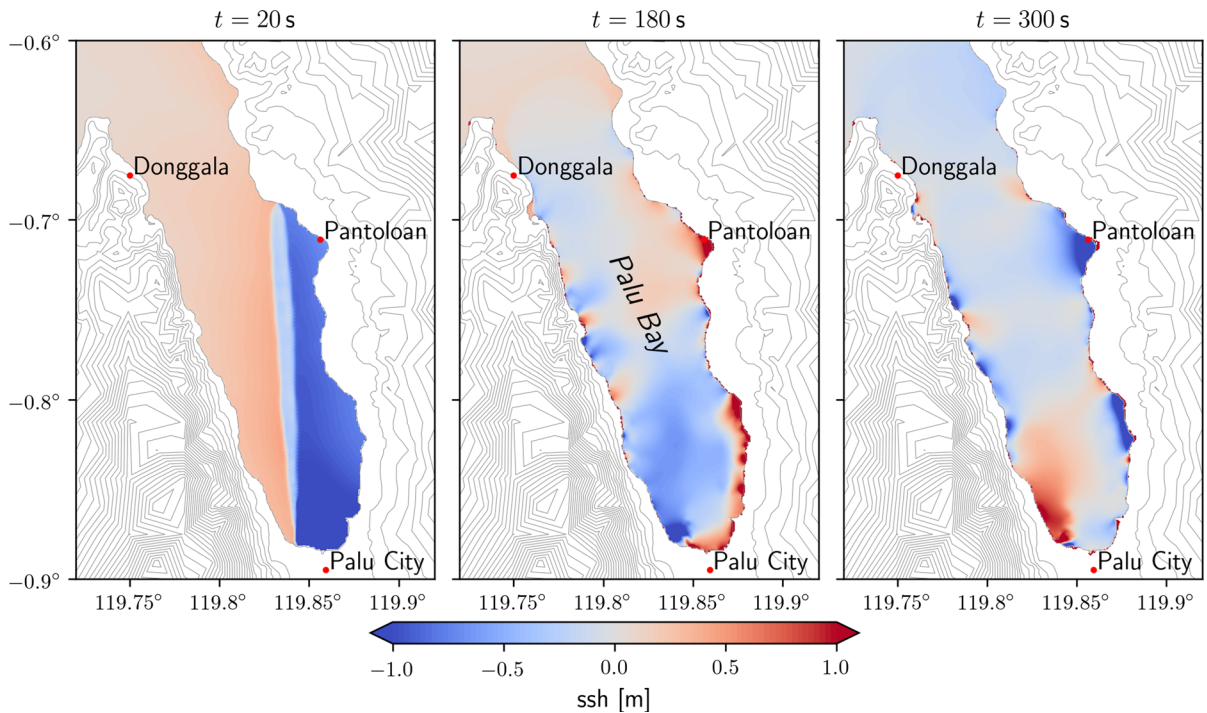 t = 20 s
t = 180 s
t = 300 s
−0.6°
Donggala
Donggala
Donggala
−0.7°
Pantoloan
Pantoloan
Pantoloan
Palu Bay
−0.8°
Palu City
Palu City
Palu City
−0.9°
119.75° 119.8° 119.85° 119.9°
119.75° 119.8° 119.85° 119.9°
119.75° 119.8° 119.85° 119.9°
−1.0 −0.5 0.0 0.5 1.0
ssh [m]